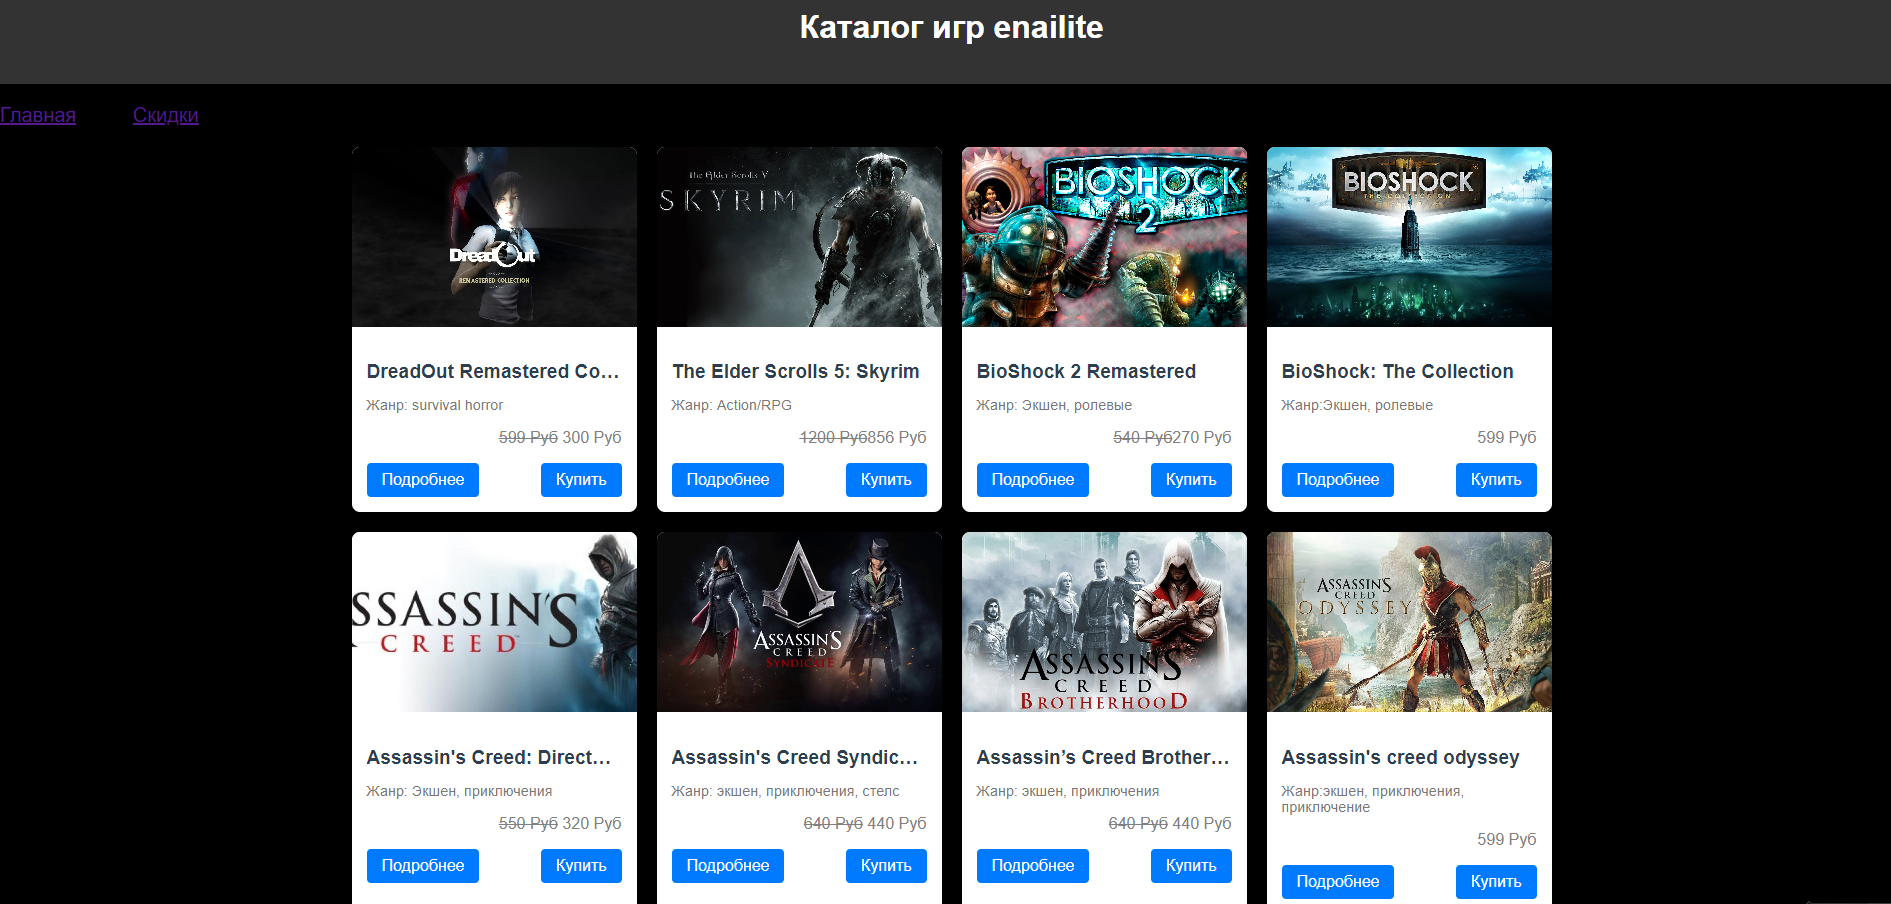 Каталог игр enailite
Главная Скидки
DreadOut
REMASTERED COLLECTION
The Elder Scrolls V
SKYRIM
BIOSHOCK
2
BIOSHOCK
THE COLLECTION
DreadOut Remastered Co...
Жанр: survival horror
599 Руб 300 Руб
Подробнее Купить
The Elder Scrolls 5: Skyrim
Жанр: Action/RPG
1200 Руб856 Руб
Подробнее Купить
BioShock 2 Remastered
Жанр: Экшен, ролевые
540 Руб270 Руб
Подробнее Купить
BioShock: The Collection
Жанр:Экшен, ролевые
599 Руб
Подробнее Купить
SSASSIN'S
CREED
ASSASSIN'S
CREED
SYNDICATE
ASSASSIN'S
CREED
BROTHERHOOD
ASSASSIN'S
CREED
ODYSSEY
Assassin's Creed: Direct...
Жанр: Экшен, приключения
550 Руб 320 Руб
Подробнее Купить
Assassin's Creed Syndic...
Жанр: экшен, приключения, стелс
640 Руб 440 Руб
Подробнее Купить
Assassin’s Creed Brother...
Жанр: экшен, приключения
640 Руб 440 Руб
Подробнее Купить
Assassin's creed odyssey
Жанр:экшен, приключения,
приключение
599 Руб
Подробнее Купить